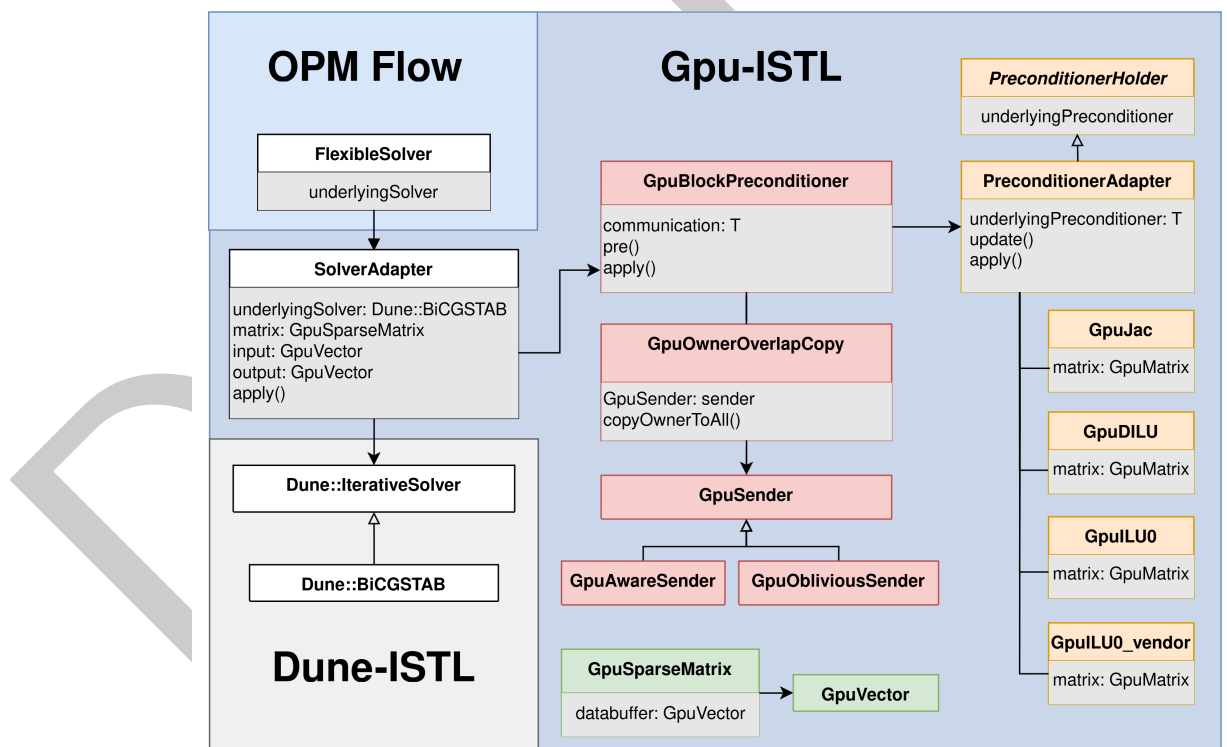 OPM Flow
FlexibleSolver
underlyingSolver
SolverAdapter
underlyingSolver: Dune::BiCGSTAB
matrix: GpuSparseMatrix
input: GpuVector
output: GpuVector
apply()
Dune::IterativeSolver
Dune::BiCGSTAB
Dune-ISTL
Gpu-ISTL
GpuBlockPreconditioner
communication: T
pre()
apply()
GpuOwnerOverlapCopy
GpuSender: sender
copyOwnerToAll()
GpuSender
GpuAwareSender
GpuObliviousSender
GpuSparseMatrix
databuffer: GpuVector
GpuVector
PreconditionerHolder
underlyingPreconditioner
PreconditionerAdapter
underlyingPreconditioner: T
update()
apply()
GpuJac
matrix: GpuMatrix
GpuDILU
matrix: GpuMatrix
GpuILU0
matrix: GpuMatrix
GpuILU0_vendor
matrix: GpuMatrix